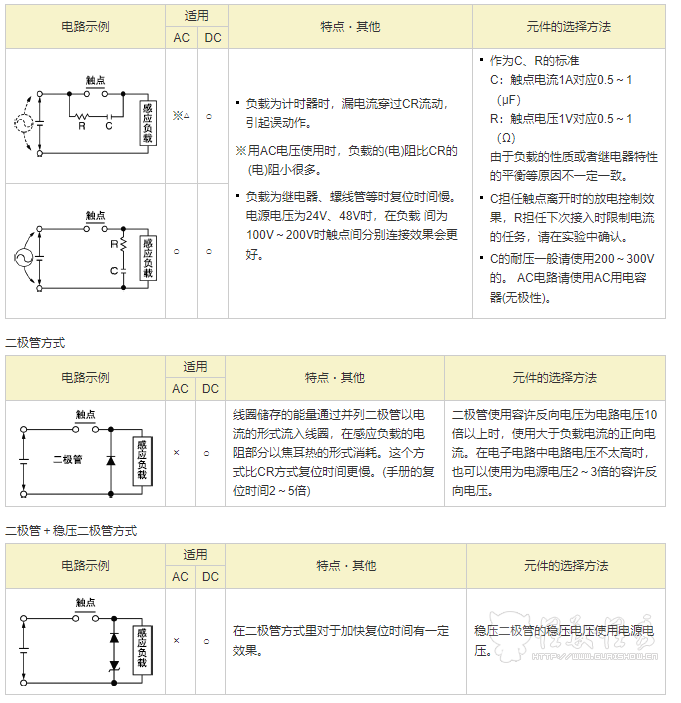 电路示例
适用
特点・其他
元件的选择方法
AC
DC
触点
R
C
感应负载
※△
○
• 负载为计时器时，漏电流穿过CR流动，
引起误动作。
※用AC电压使用时，负载的(电)阻比CR的
(电)阻小很多。
• 负载为继电器、螺线管等时复位时间慢。
电源电压为24V、48V时，在负载 间为
100V～200V时触点间分别连接效果会更
好。
• 作为C、R的标准
C：触点电流1A对应0.5～1
（μF）
R：触点电压1V对应0.5～1
（Ω）
由于负载的性质或者继电器特性
的平衡等原因不一定一致。
• C担任触点离开时的放电控制效
果，R担任下次接入时限制电流
的任务，请在实验中确认。
• C的耐压一般请使用200～300V
的。 AC电路请使用AC用电容
器(无极性)。
触点
R
C
感应负载
○
○
二极管方式
电路示例
适用
特点・其他
元件的选择方法
AC
DC
触点
二极管
感应负载
×
○
线圈储存的能量通过并列二极管以电
流的形式流入线圈，在感应负载的电
阻部分以焦耳热的形式消耗。这个方
式比CR方式复位时间更慢。(手册的复
位时间2～5倍)
二极管使用容许反向电压为电路电压10
倍以上时，使用大于负载电流的正向电
流。在电子电路中电路电压不太高时，
也可以使用为电源电压2～3倍的容许反
向电压。
二极管＋稳压二极管方式
电路示例
适用
特点・其他
元件的选择方法
AC
DC
触点
感应负载
×
○
在二极管方式里对于加快复位时间有一定
效果。
稳压二极管的稳压电压使用电源电
压。